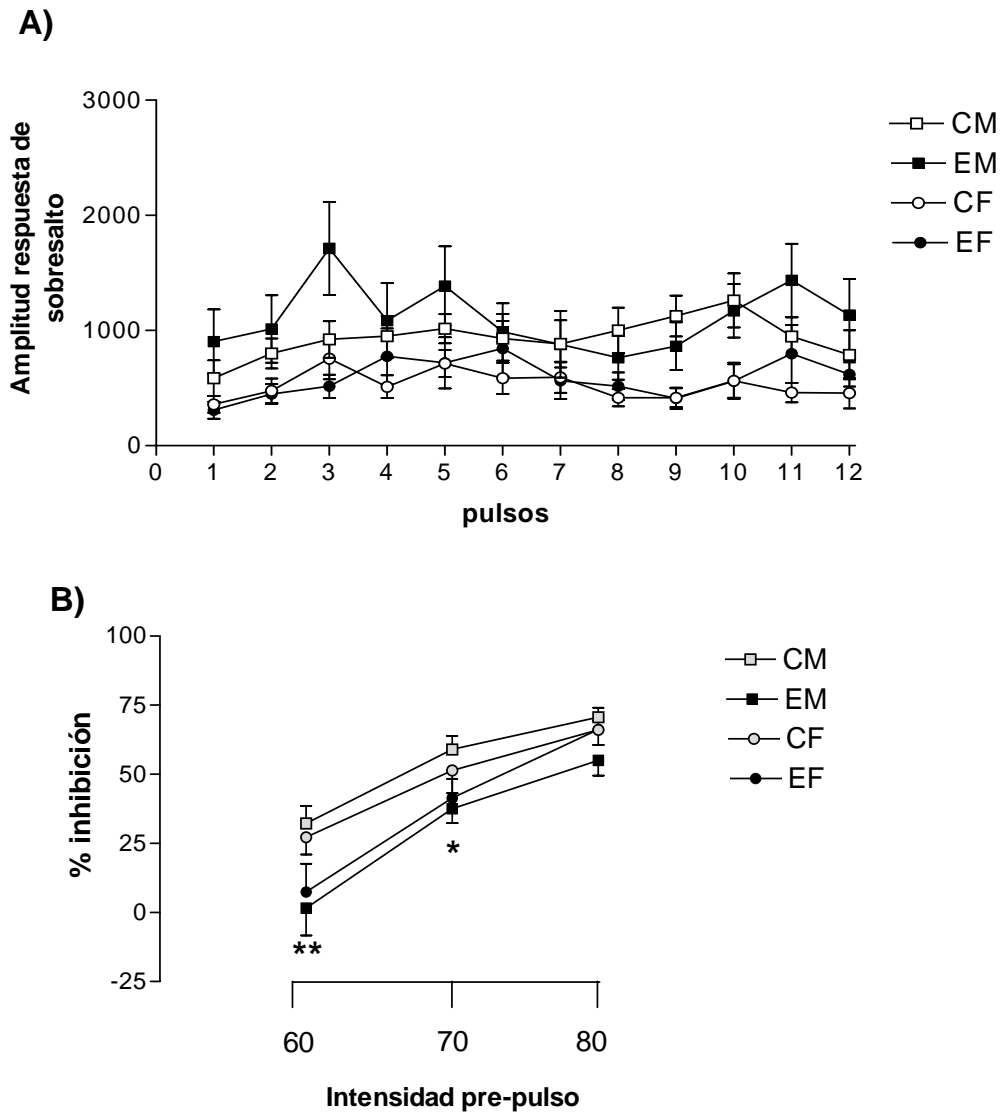 A)
3000
2000
1000
0
Amplitud respuesta de
sobresalto
0 1 2 3 4 5 6 7 8 9 10 11 12
pulsos
CM
EM
CF
EF
B)
100
75
50
25
0
-25
% inhibición
**
*
60 70 80
Intensidad pre-pulso
CM
EM
CF
EF